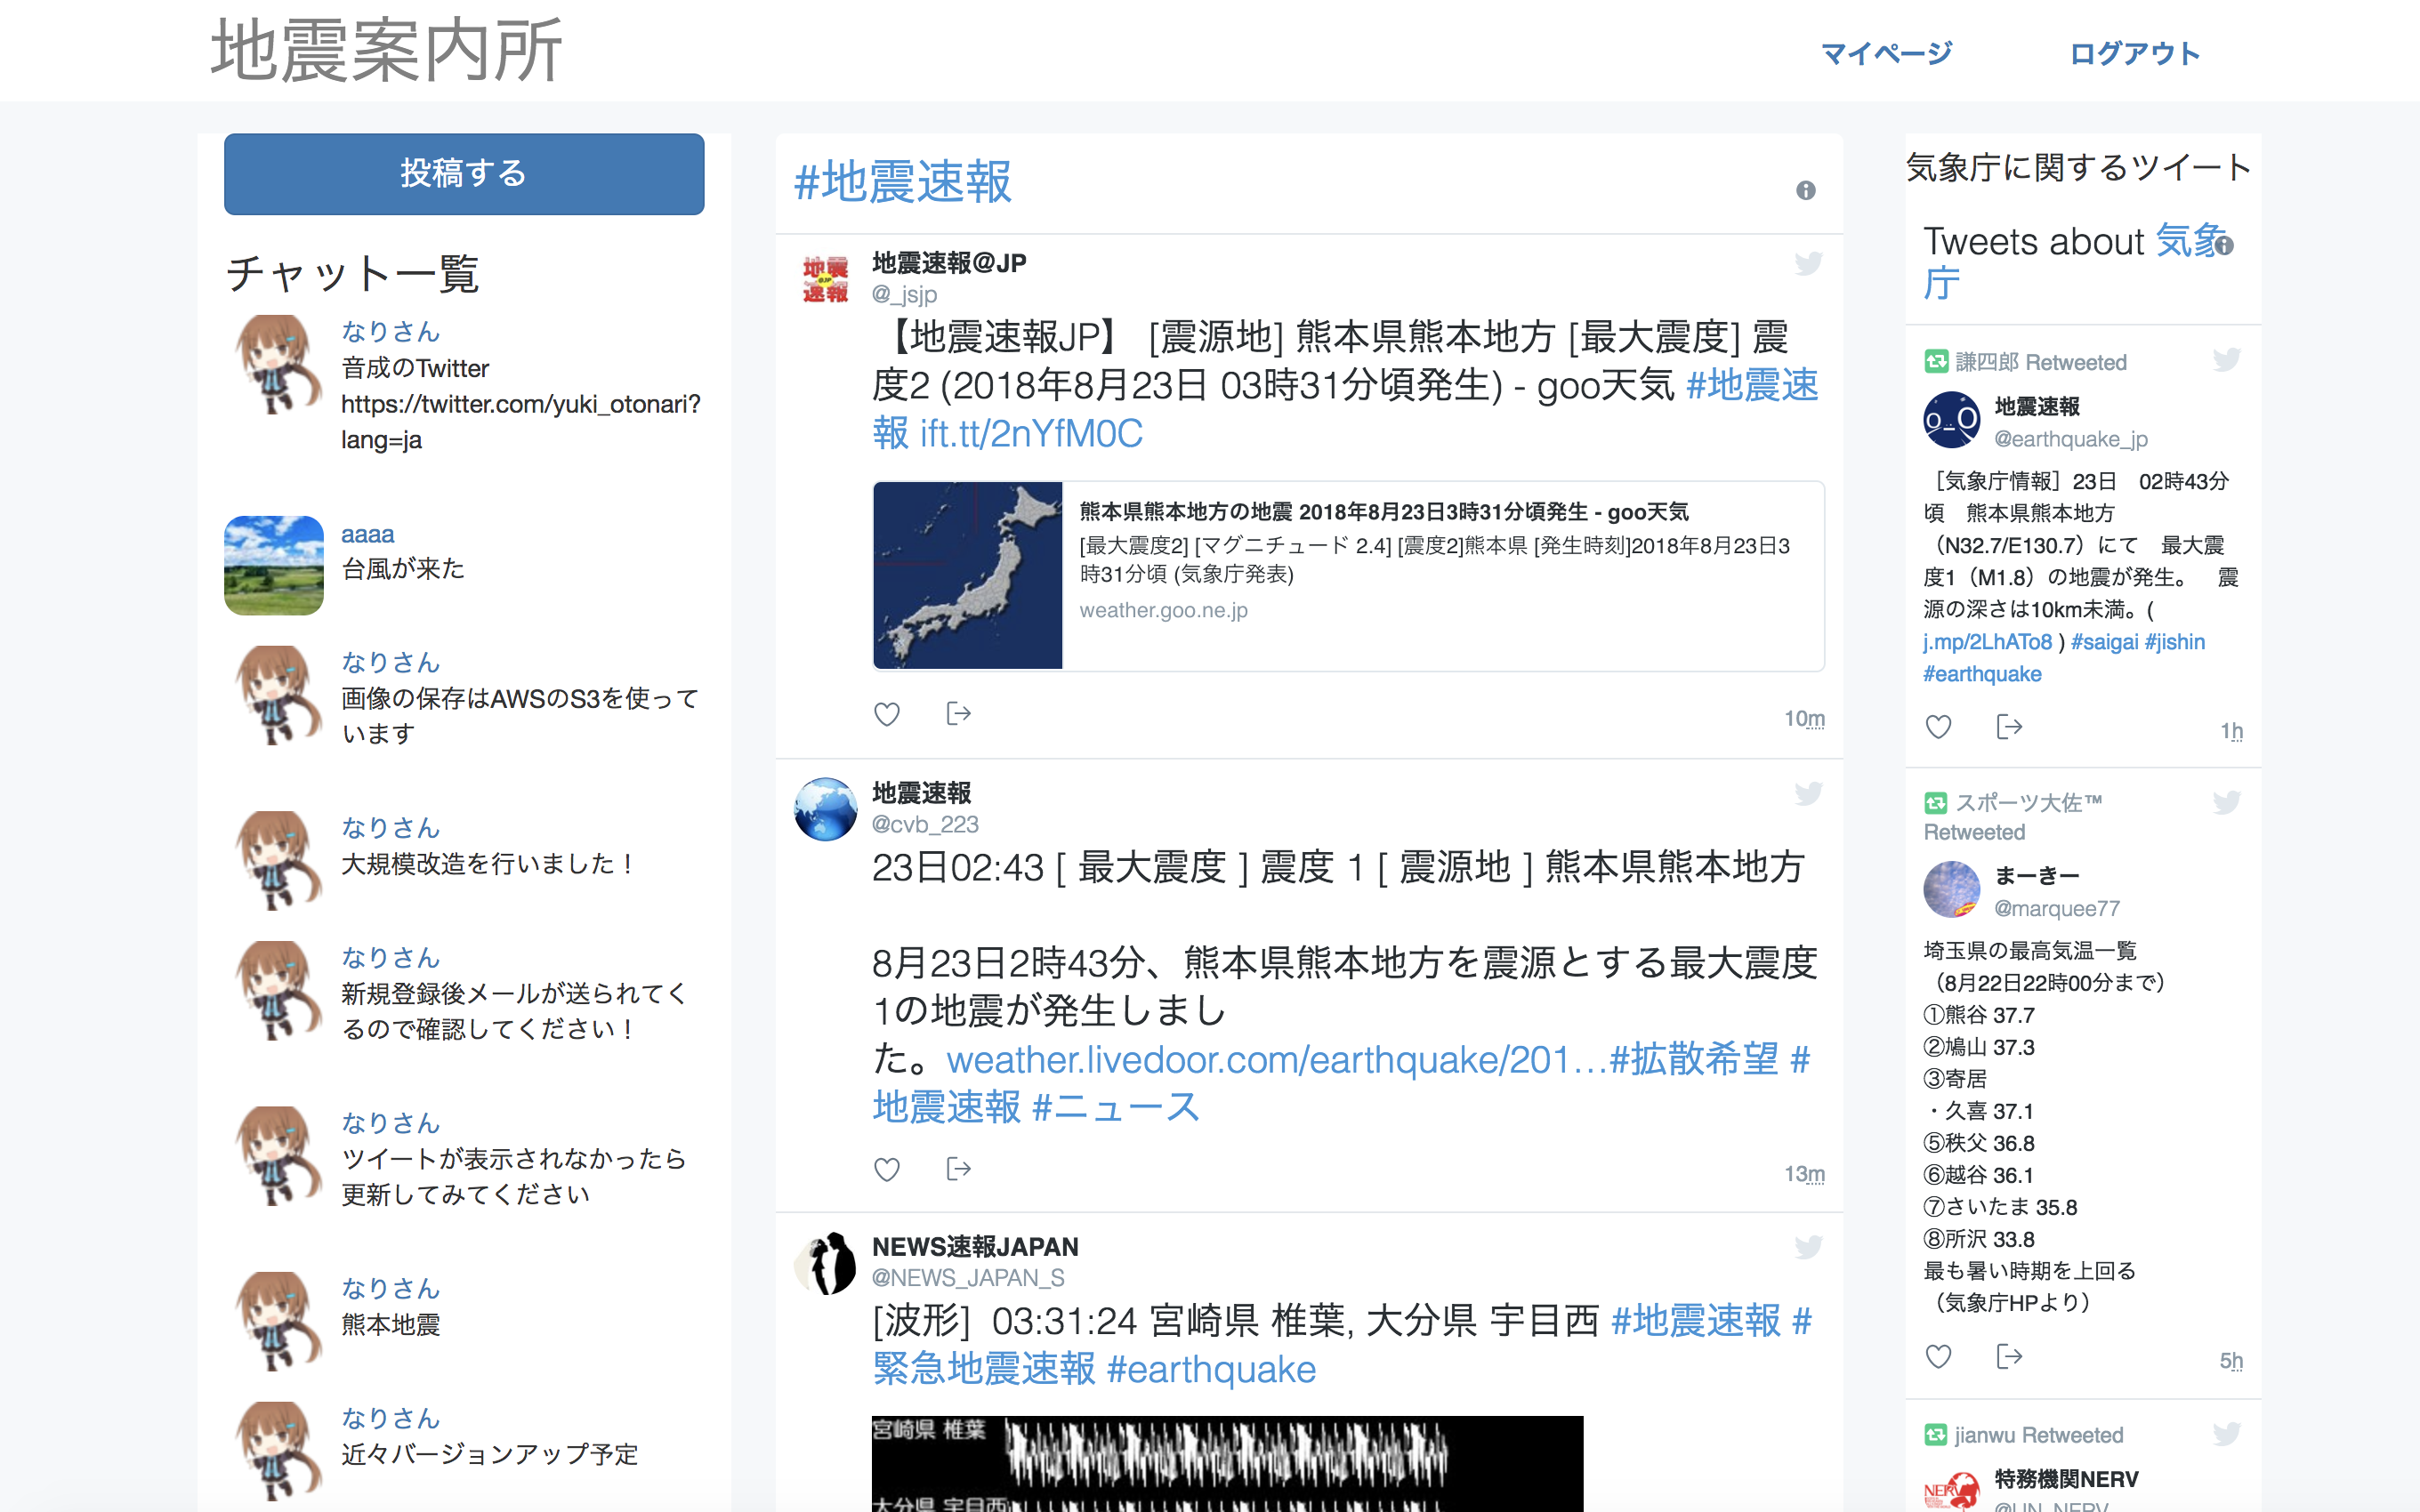 地震案内所
マイページ
ログアウト
投稿する
チャット一覧
なりさん
音成のTwitter
https://twitter.com/yuki_otonari?
lang=ja
aaaa
台風が来た
なりさん
画像の保存はAWSのS3を使って
います
なりさん
大規模改造を行いました！
なりさん
新規登録後メールが送られてく
るので確認してください！
なりさん
ツイートが表示されなかったら
更新してみてください
なりさん
熊本地震
なりさん
近々バージョンアップ予定
#地震速報
地震速報@JP
@_jsjp
【地震速報JP】 [震源地] 熊本県熊本地方 [最大震度] 震
度2 (2018年8月23日 03時31分頃発生) - goo天気 #地震速
報 ift.tt/2nYfM0C
熊本県熊本地方の地震 2018年8月23日3時31分頃発生 - goo天気
[最大震度2] [マグニチュード 2.4] [震度2]熊本県 [発生時刻]2018年8月23日3
時31分頃 (気象庁発表)
weather.goo.ne.jp
10m
地震速報
@cvb_223
23日02:43 [ 最大震度 ] 震度 1 [ 震源地 ] 熊本県熊本地方
8月23日2時43分、熊本県熊本地方を震源とする最大震度
1の地震が発生しまし
た。weather.livedoor.com/earthquake/201…#拡散希望 #
地震速報 #ニュース
13m
NEWS速報JAPAN
@NEWS_JAPAN_S
[波形] 03:31:24 宮崎県 椎葉, 大分県 宇目西 #地震速報 #
緊急地震速報 #earthquake
宮崎県 椎葉
大分県 宇目西
気象庁に関するツイート
Tweets about 気象
庁
謙四郎 Retweeted
地震速報
@earthquake_jp
［気象庁情報］23日　02時43分
頃　熊本県熊本地方
（N32.7/E130.7）にて　最大震
度1（M1.8）の地震が発生。　震
源の深さは10km未満。(
j.mp/2LhATo8 ) #saigai #jishin
#earthquake
1h
スポーツ大佐™
Retweeted
まーきー
@marquee77
埼玉県の最高気温一覧
（8月22日22時00分まで）
①熊谷 37.7
②鳩山 37.3
③寄居
・久喜 37.1
⑤秩父 36.8
⑥越谷 36.1
⑦さいたま 35.8
⑧所沢 33.8
最も暑い時期を上回る
（気象庁HPより）
5h
jianwu Retweeted
特務機関NERV
NERV
@UN_NERV